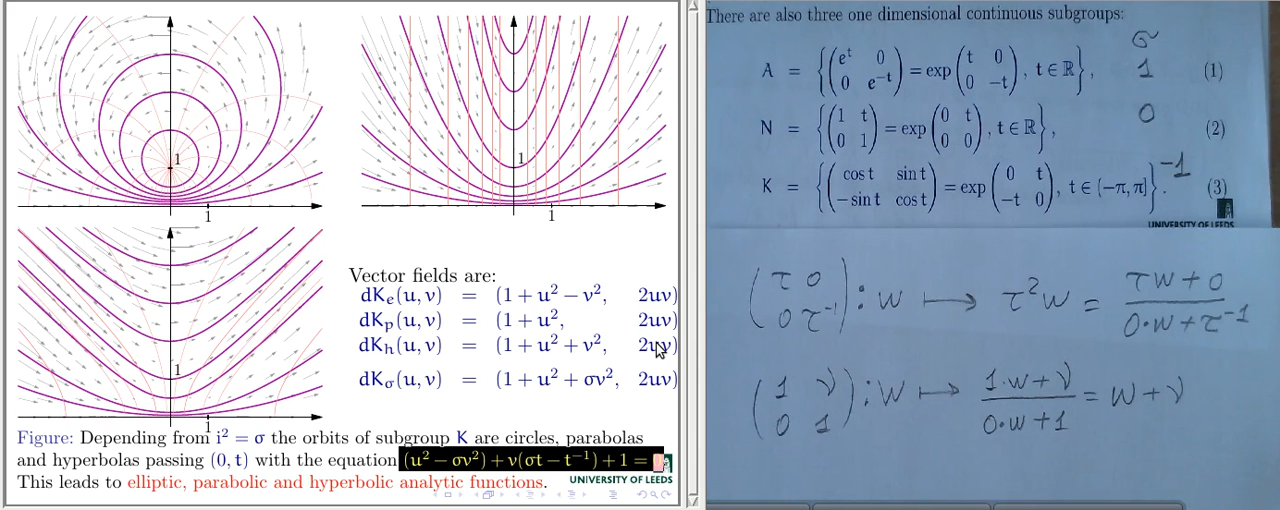 1
1
1
1
1
1
Vector fields are:
dKₑ(u, v) = (1 + u² − v², 2uv)
dKₚ(u, v) = (1 + u², 2uv)
dKₕ(u, v) = (1 + u² + v², 2uv)
dK_σ(u, v) = (1 + u² + σv², 2uv)
Figure: Depending from i² = σ the orbits of subgroup K are circles, parabolas
and hyperbolas passing (0, t) with the equation (u² − σv²) + v(σt − t⁻¹) + 1 =
This leads to elliptic, parabolic and hyperbolic analytic functions.
UNIVERSITY OF LEEDS
There are also three one dimensional continuous subgroups:
σ
A = {(eᵗ 0 / 0 e⁻ᵗ) = exp (t 0 / 0 −t), t ∈ ℝ}, 1 (1)
N = {(1 t / 0 1) = exp (0 t / 0 0), t ∈ ℝ}, 0 (2)
K = {(cos t sin t / − sin t cos t) = exp (0 t / −t 0), t ∈ (−π, π]}. -1 (3)
UNIVERSITY OF LEEDS
(τ 0 / 0 τ⁻¹) : w ↦ τ²w = (τw + 0) / (0·w + τ⁻¹)
(1 ν / 0 1) : w ↦ (1·w + ν) / (0·w + 1) = w + ν